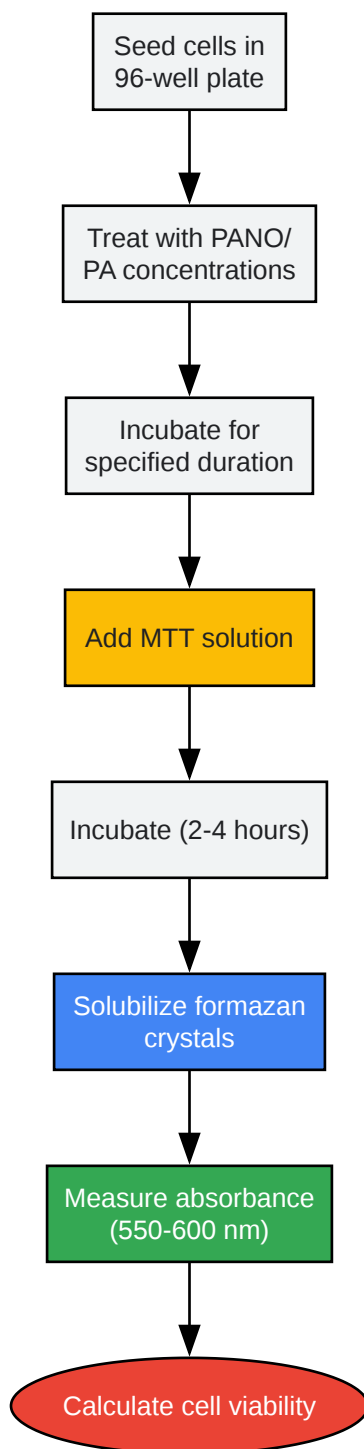 Seed cells in
96-well plate
Treat with PANO/
PA concentrations
Incubate for
specified duration
Add MTT solution
Incubate (2-4 hours)
Solubilize formazan
crystals
Measure absorbance
(550-600 nm)
Calculate cell viability